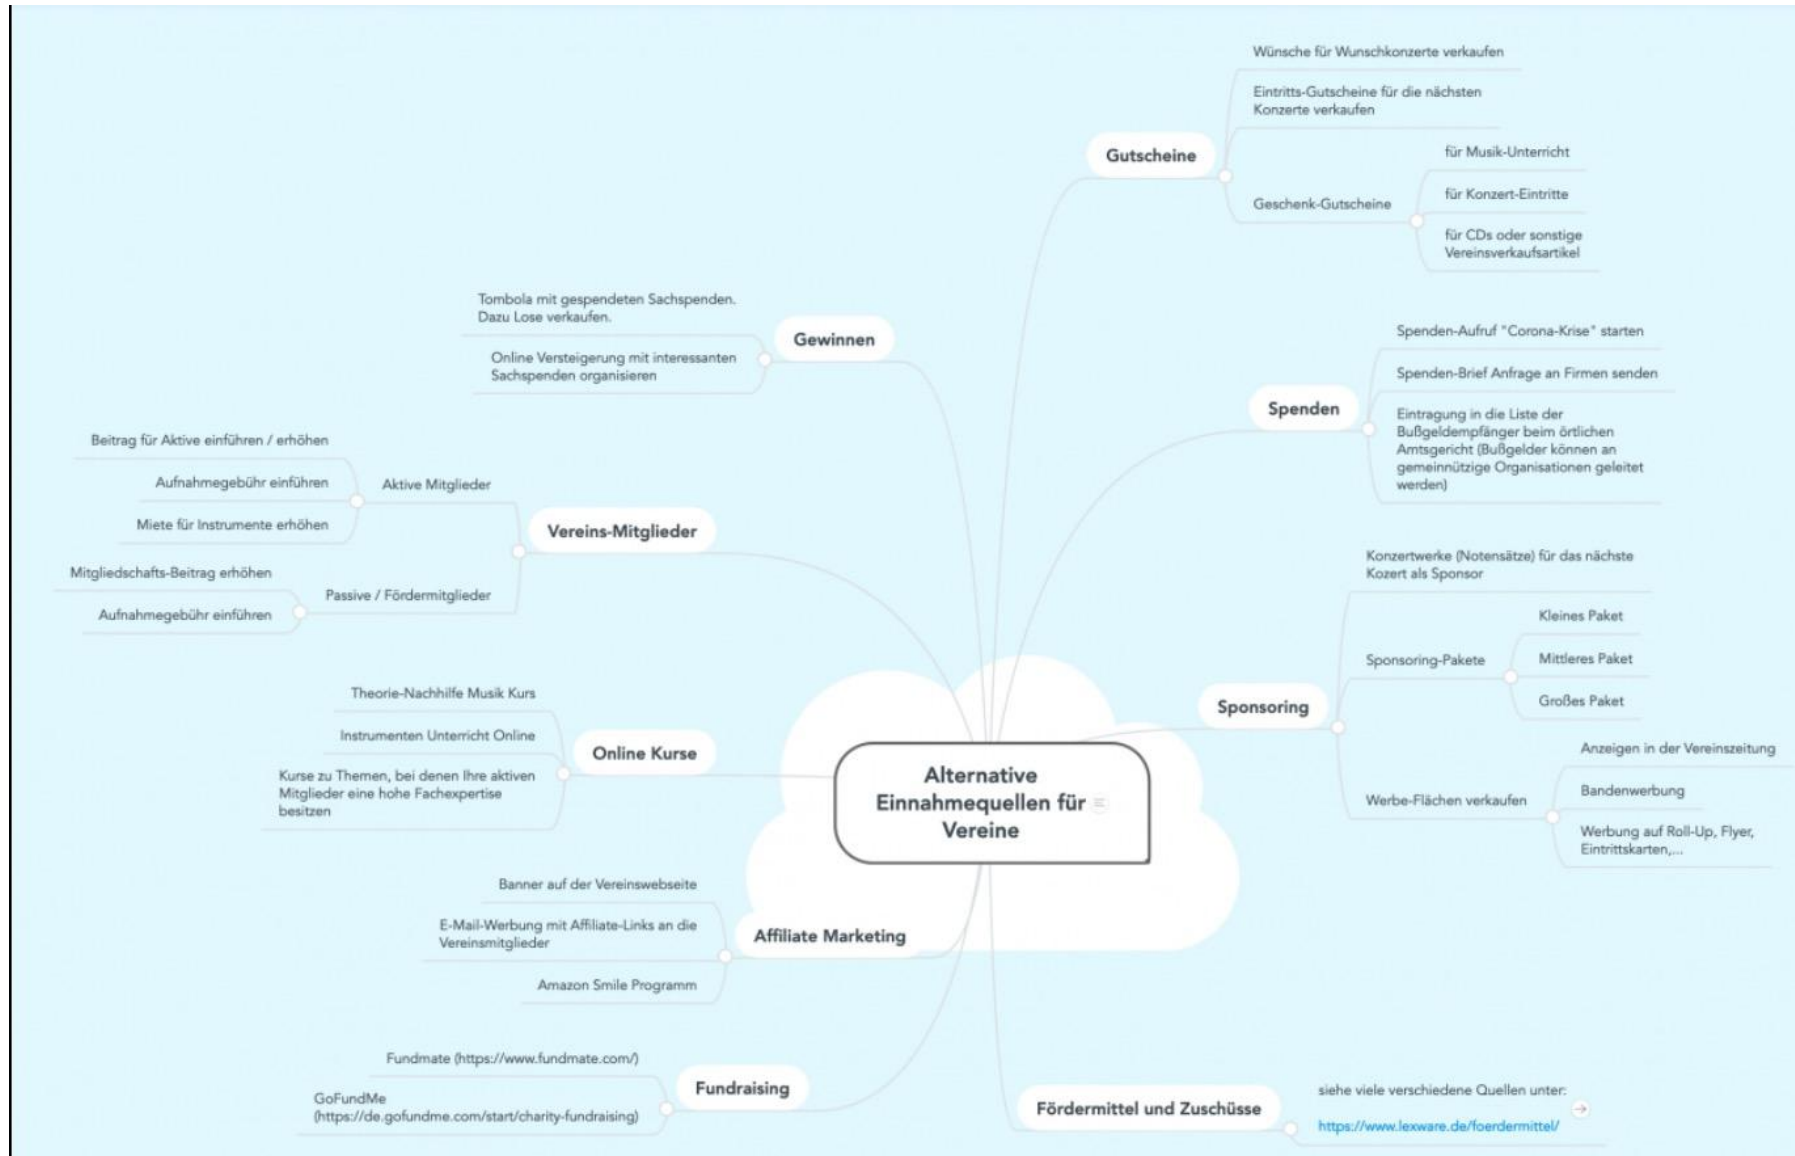 Wünsche für Wunschkonzerte verkaufen
Eintritts-Gutscheine für die nächsten
Konzerte verkaufen
Gutscheine
für Musik-Unterricht
Geschenk-Gutscheine
für Konzert-Eintritte
für CDs oder sonstige
Vereinsverkaufsartikel
Tombola mit gespendeten Sachspenden.
Dazu Lose verkaufen.
Gewinnen
Online Versteigerung mit interessanten
Sachspenden organisieren
Spenden-Aufruf "Corona-Krise" starten
Spenden-Brief Anfrage an Firmen senden
Spenden
Eintragung in die Liste der
Bußgeldempfänger beim örtlichen
Amtsgericht (Bußgelder können an
gemeinnützige Organisationen geleitet
werden)
Beitrag für Aktive einführen / erhöhen
Aufnahmegebühr einführen
Aktive Mitglieder
Miete für Instrumente erhöhen
Vereins-Mitglieder
Mitgliedschafts-Beitrag erhöhen
Passive / Fördermitglieder
Aufnahmegebühr einführen
Konzertwerke (Notensätze) für das nächste
Kozert als Sponsor
Kleines Paket
Sponsoring-Pakete
Mittleres Paket
Großes Paket
Sponsoring
Anzeigen in der Vereinszeitung
Werbe-Flächen verkaufen
Bandenwerbung
Werbung auf Roll-Up, Flyer,
Eintrittskarten,...
Theorie-Nachhilfe Musik Kurs
Instrumenten Unterricht Online
Online Kurse
Kurse zu Themen, bei denen Ihre aktiven
Mitglieder eine hohe Fachexpertise
besitzen
Alternative
Einnahmequellen für
Vereine
Banner auf der Vereinswebseite
E-Mail-Werbung mit Affiliate-Links an die
Vereinsmitglieder
Affiliate Marketing
Amazon Smile Programm
Fundmate (https://www.fundmate.com/)
Fundraising
GoFundMe
(https://de.gofundme.com/start/charity-fundraising)
Fördermittel und Zuschüsse
siehe viele verschiedene Quellen unter:
https://www.lexware.de/foerdermittel/